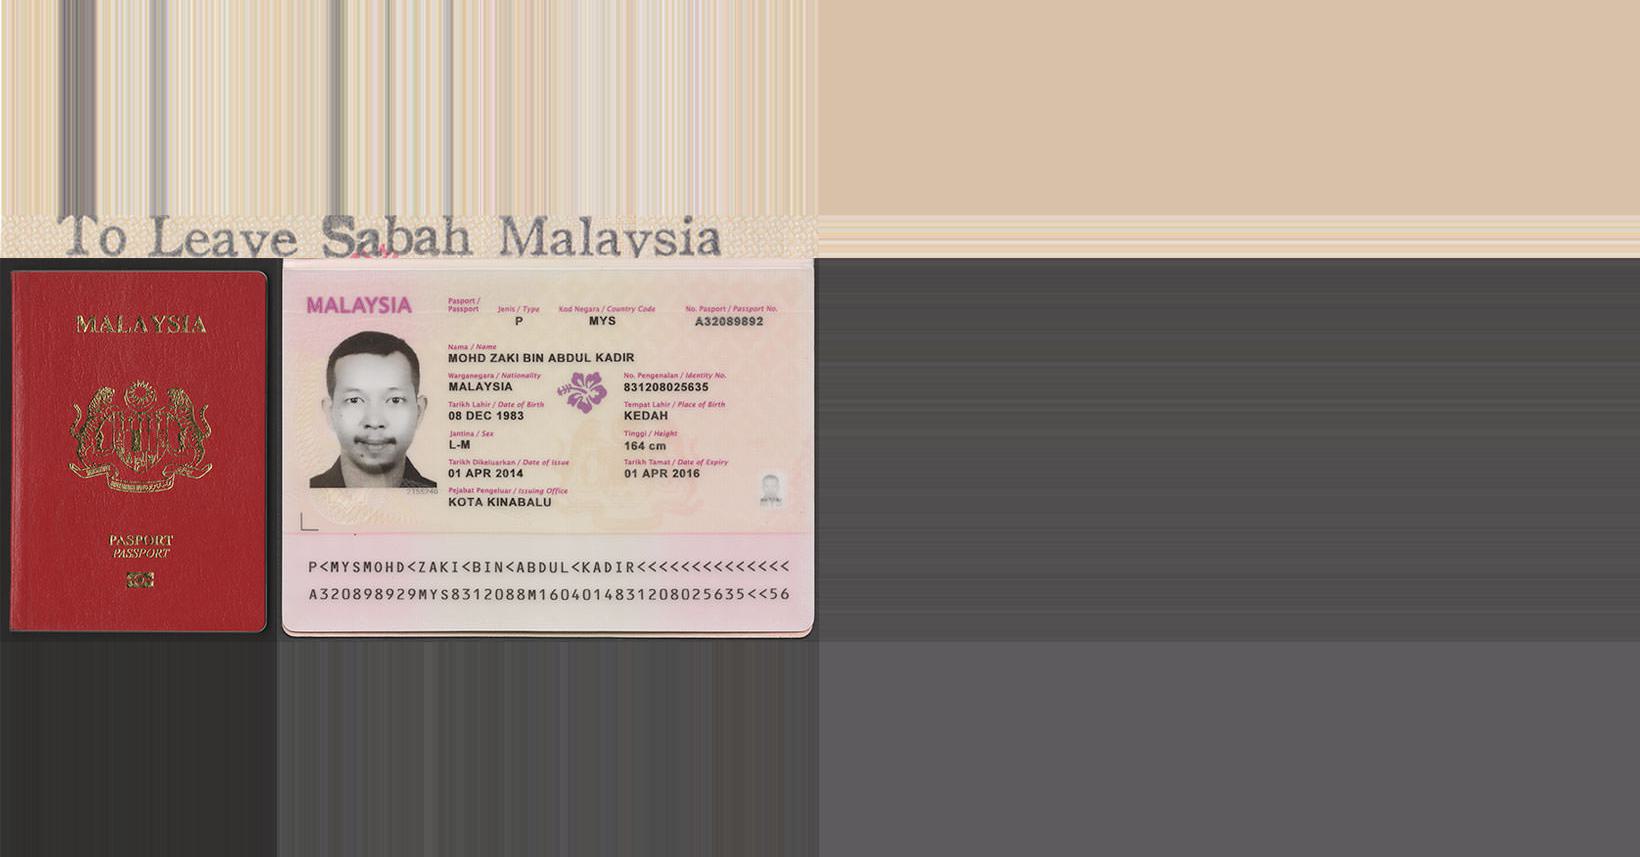 To Leave Sabah Malaysia
MALAYSIA
PASPORT
PASSPORT
MALAYSIA
Pasport / Passport
Jenis / Type
P
Kod Negara / Country Code
MYS
No. Pasport / Passport No.
A32089892
Nama / Name
MOHD ZAKI BIN ABDUL KADIR
Warganegara / Nationality
MALAYSIA
No. Pengenalan / Identity No.
831208025635
Tarikh Lahir / Date of Birth
08 DEC 1983
Tempat Lahir / Place of Birth
KEDAH
Jantina / Sex
L-M
Tinggi / Height
164 cm
Tarikh Dikeluarkan / Date of Issue
01 APR 2014
Tarikh Tamat / Date of Expiry
01 APR 2016
Pejabat Pengeluar / Issuing Office
KOTA KINABALU
P<MYSMOHD<ZAKI<BIN<ABDUL<KADIR<<<<<<<<<<<<<<
A320898929MYS8312088M1604014831208025635<<56